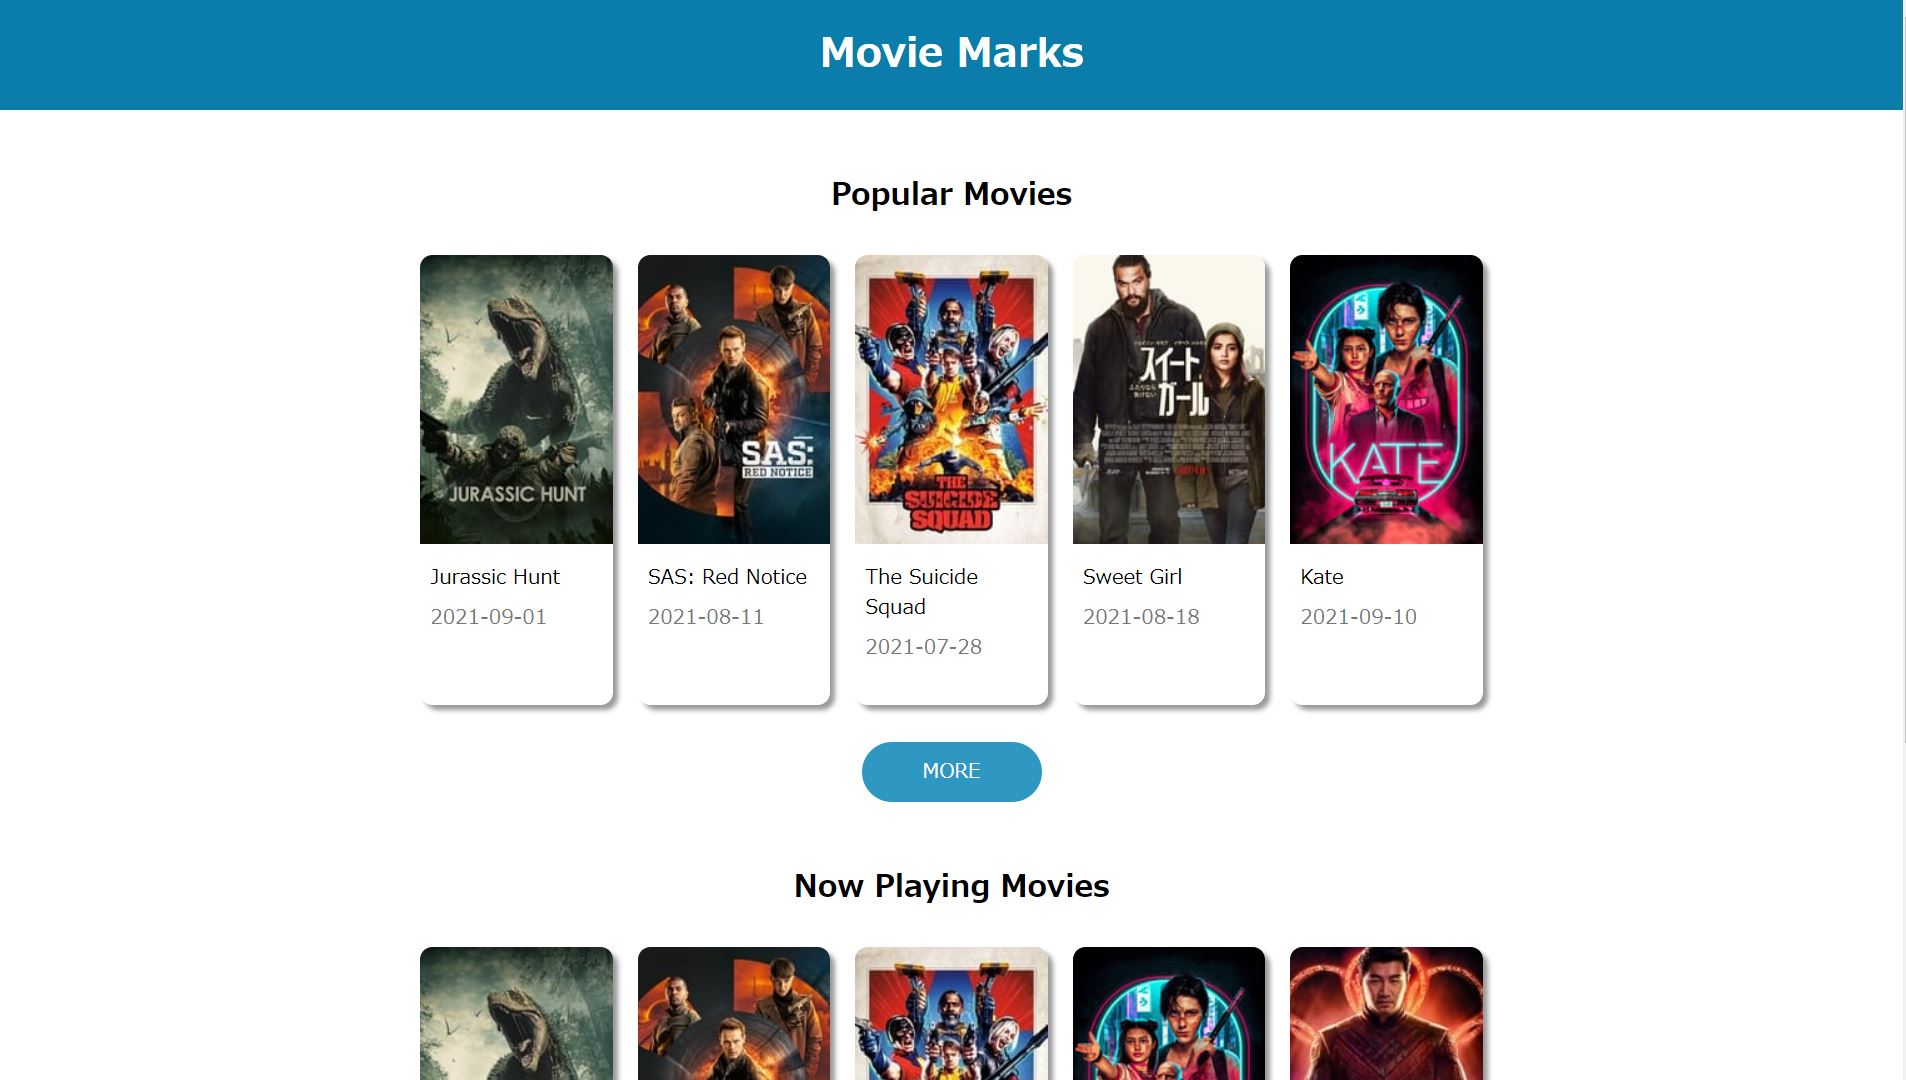 Movie Marks
Popular Movies
JURASSIC HUNT
SAS:
RED NOTICE
THE
SUICIDE
SQUAD
スイート・
ガール
KATE
Jurassic Hunt
2021-09-01
SAS: Red Notice
2021-08-11
The Suicide
Squad
2021-07-28
Sweet Girl
2021-08-18
Kate
2021-09-10
MORE
Now Playing Movies